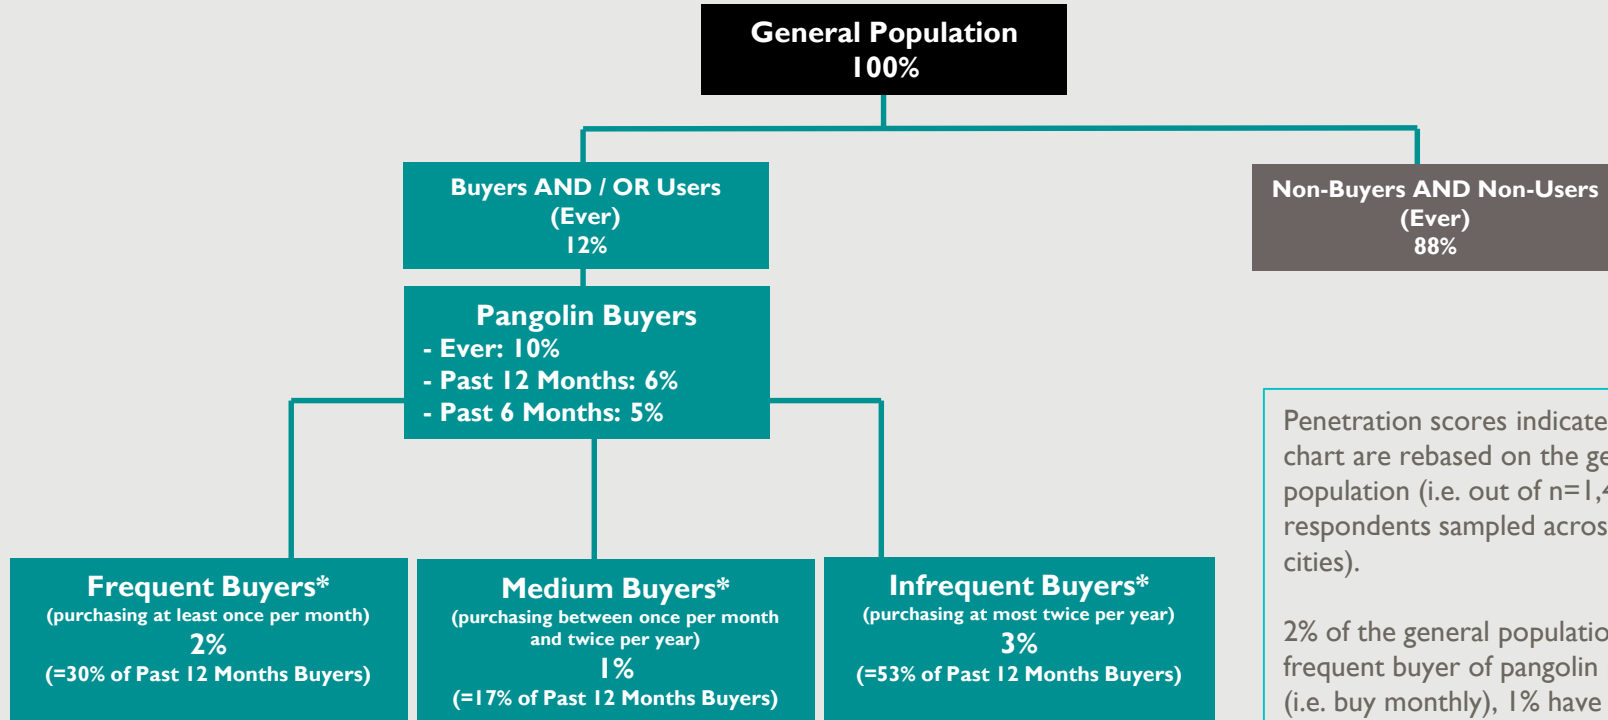 General Population
100%
Buyers AND / OR Users
(Ever)
12%
Non-Buyers AND Non-Users
(Ever)
88%
Pangolin Buyers
- Ever: 10%
- Past 12 Months: 6%
- Past 6 Months: 5%
Frequent Buyers*
(purchasing at least once per month)
2%
(=30% of Past 12 Months Buyers)
Medium Buyers*
(purchasing between once per month
and twice per year)
1%
(=17% of Past 12 Months Buyers)
Infrequent Buyers*
(purchasing at most twice per year)
3%
(=53% of Past 12 Months Buyers)
Penetration scores indicate
chart are rebased on the ge
population (i.e. out of n=1,4
respondents sampled acros
cities).
2% of the general populatio
frequent buyer of pangolin
(i.e. buy monthly), 1% have